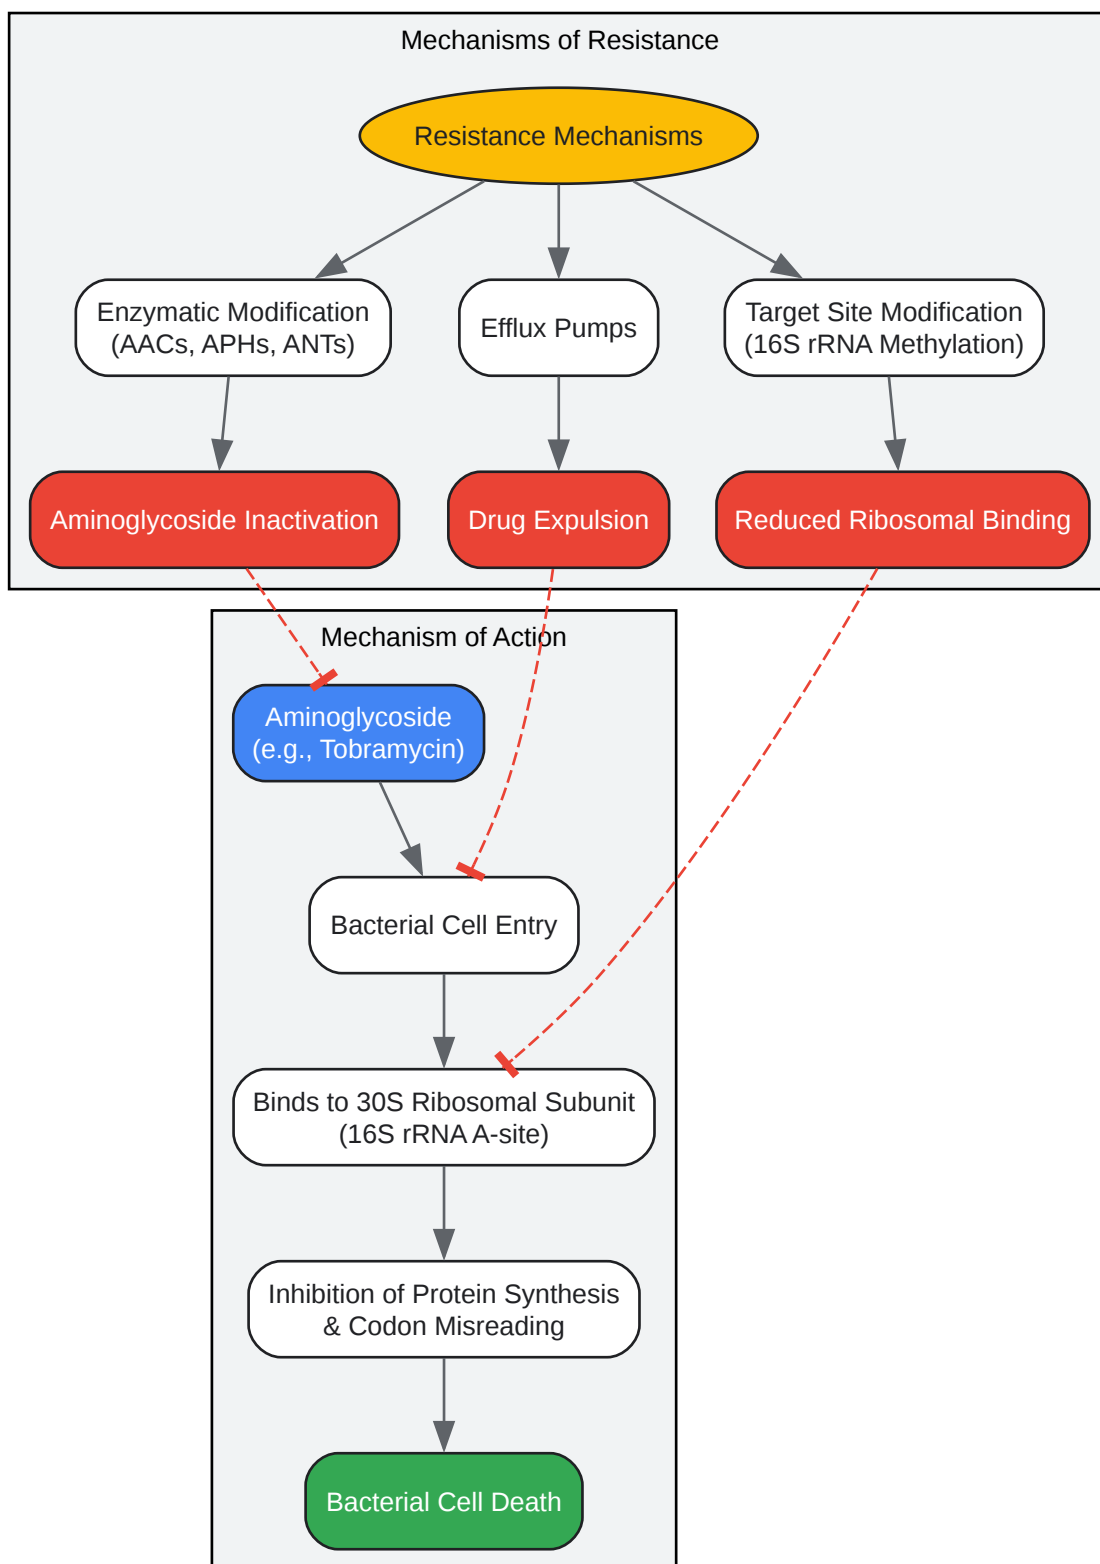 Mechanisms of Resistance
Resistance Mechanisms
Enzymatic Modification
(AACs, APHs, ANTs)
Efflux Pumps
Target Site Modification
(16S rRNA Methylation)
Aminoglycoside Inactivation
Drug Expulsion
Reduced Ribosomal Binding
Mechanism of Action
Aminoglycoside
(e.g., Tobramycin)
Bacterial Cell Entry
Binds to 30S Ribosomal Subunit
(16S rRNA A-site)
Inhibition of Protein Synthesis
& Codon Misreading
Bacterial Cell Death